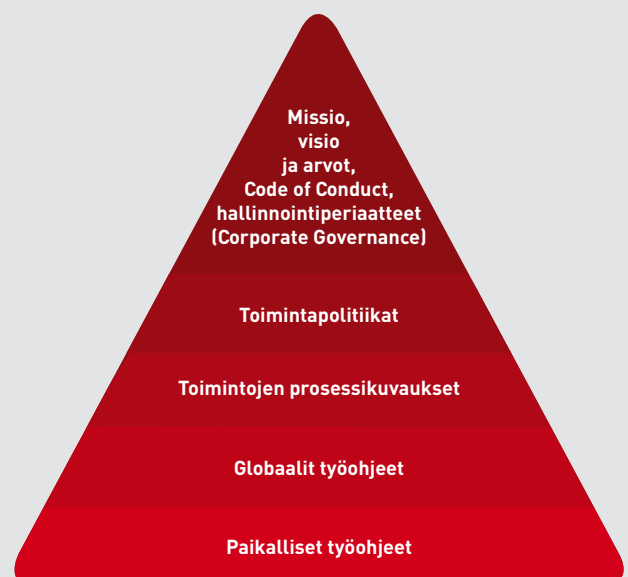 Missio,
visio
ja arvot,
Code of Conduct,
hallinnointiperiaatteet
(Corporate Governance)
Toimintapolitiikat
Toimintojen prosessikuvaukset
Globaalit työohjeet
Paikalliset työohjeet